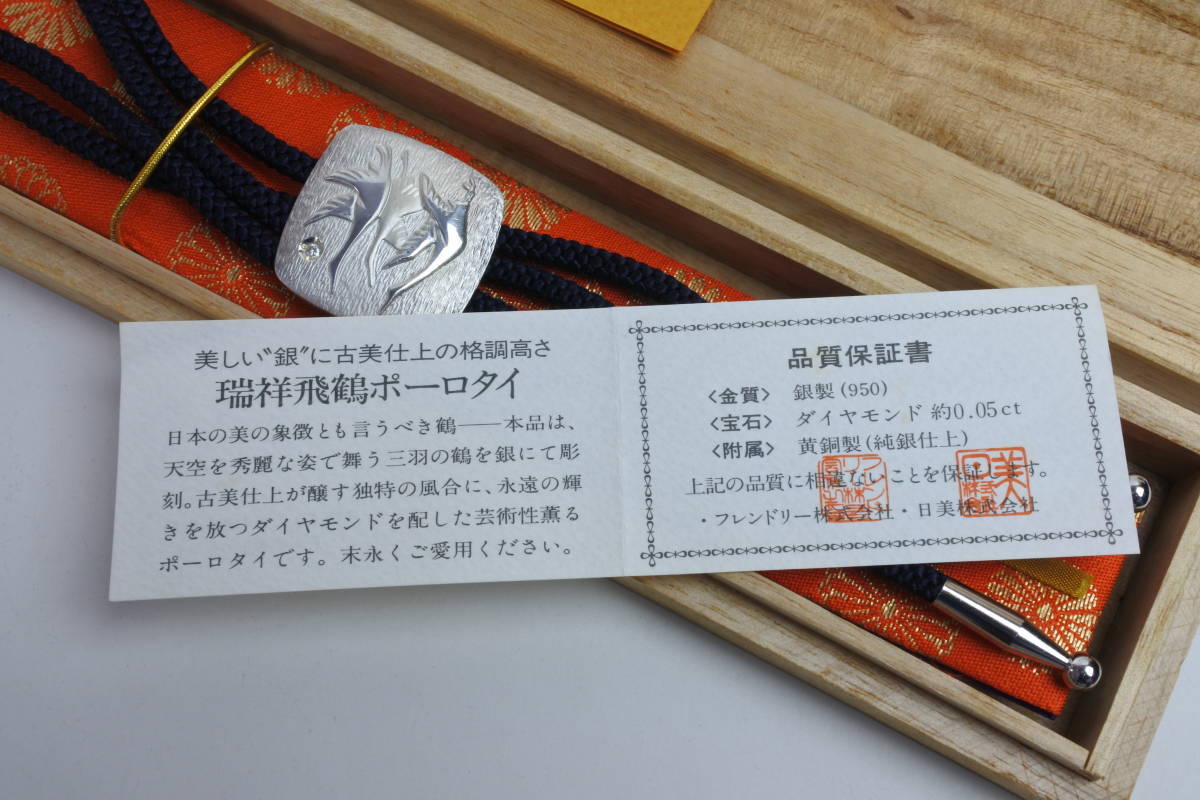 美しい〝銀〟に古美仕上の格調高さ
瑞祥飛鶴ポーロタイ
日本の美の象徴とも言うべき鶴――本品は、
天空を秀麗な姿で舞う三羽の鶴を銀にて彫
刻。古美仕上が醸す独特の風合に、永遠の輝
きを放つダイヤモンドを配した芸術性薫る
ポーロタイです。末永くご愛用ください。
品質保証書
〈金質〉 銀製(950)
〈宝石〉 ダイヤモンド 約0.05ct
〈附属〉 黄銅製(純銀仕上)
上記の品質に相違ないことを保証します。
・フレンドリー株式会社・日美株式会社